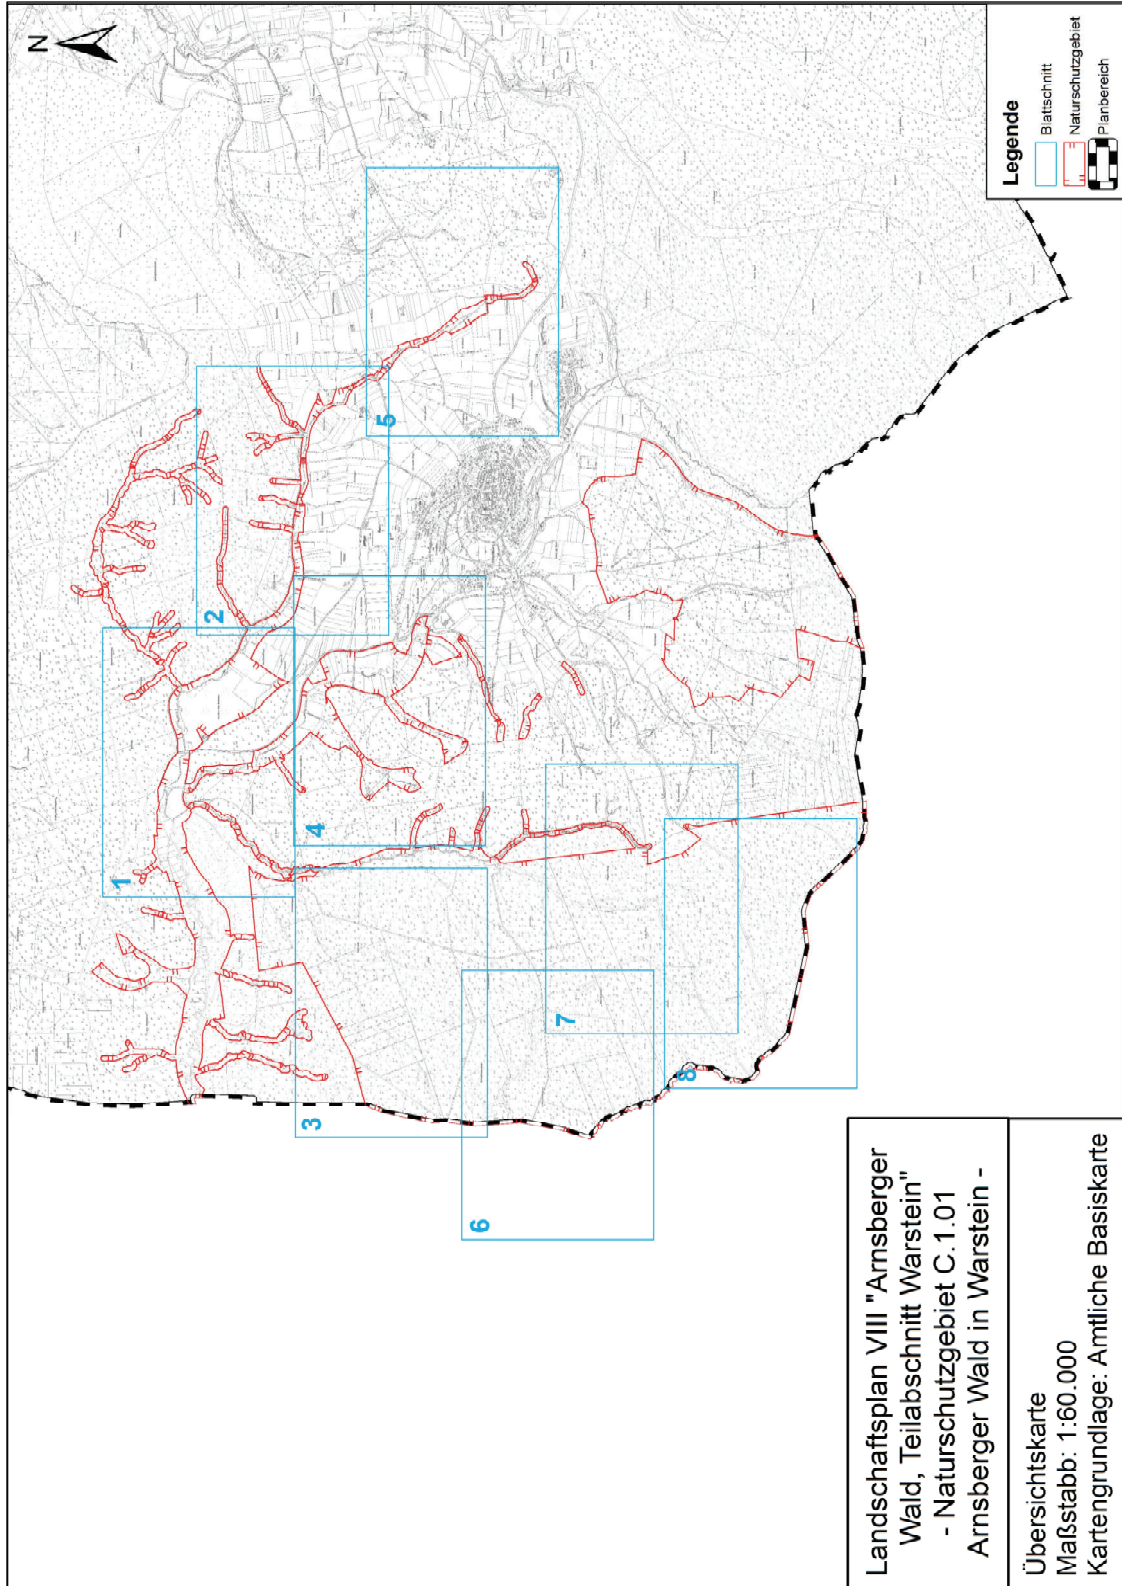 N
Legende
Blattschnitt
Naturschutzgebiet
Planbereich
1
2
3
4
5
6
7
8
Landschaftsplan VIII "Arnsberger
Wald, Teilabschnitt Warstein"
- Naturschutzgebiet C.1.01
Arnsberger Wald in Warstein -
Übersichtskarte
Maßstabb: 1:60.000
Kartengrundlage: Amtliche Basiskarte